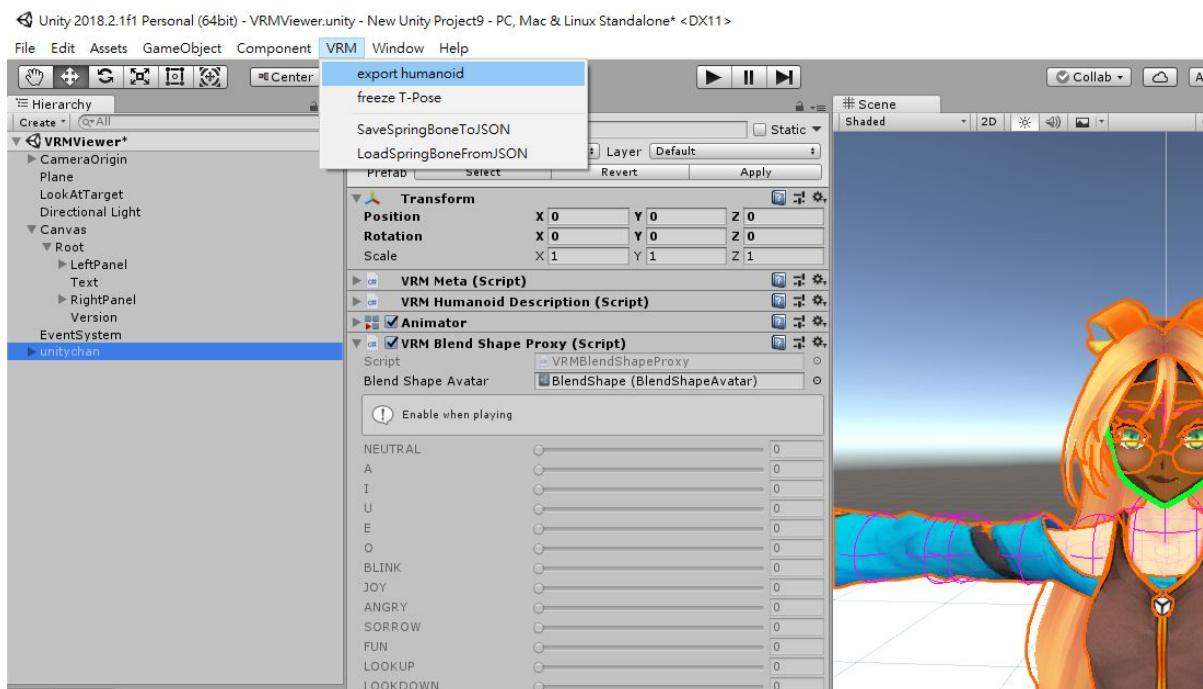 Unity 2018.2.1f1 Personal (64bit) - VRMViewer.unity - New Unity Project9 - PC, Mac & Linux Standalone* <DX11>
File Edit Assets GameObject Component VRM Window Help
Center
Collab
export humanoid
freeze T-Pose
SaveSpringBoneToJSON
LoadSpringBoneFromJSON
Hierarchy
Create
All
VRMViewer*
CameraOrigin
Plane
LookAtTarget
Directional Light
Canvas
Root
LeftPanel
Text
RightPanel
Version
EventSystem
unitychan
Static
Layer Default
Prefab Select Revert Apply
Transform
Position X 0 Y 0 Z 0
Rotation X 0 Y 0 Z 0
Scale X 1 Y 1 Z 1
VRM Meta (Script)
VRM Humanoid Description (Script)
Animator
VRM Blend Shape Proxy (Script)
Script VRMBlendShapeProxy
Blend Shape Avatar BlendShape (BlendShapeAvatar)
Enable when playing
NEUTRAL 0
A 0
I 0
U 0
E 0
O 0
BLINK 0
JOY 0
ANGRY 0
SORROW 0
FUN 0
LOOKUP 0
LOOKDOWN 0
# Scene
Shaded 2D